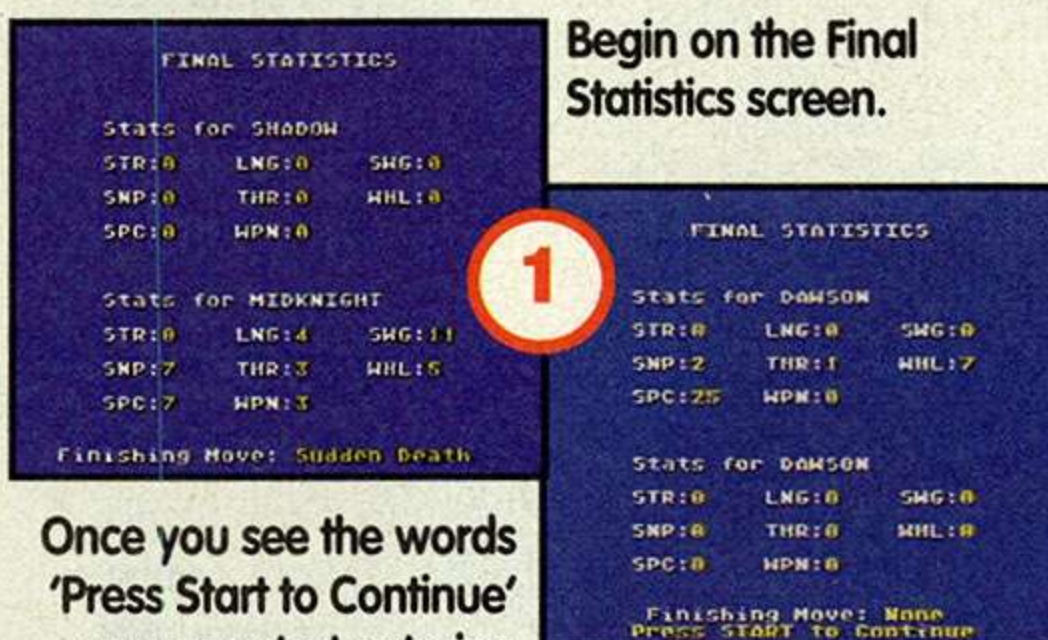 FINAL STATISTICS
Stats for SHADOW
STR:0 LNG:0 SWG:0
SNP:0 THR:0 WHL:0
SPC:0 WPN:0
Stats for MIDKNIGHT
STR:0 LNG:4 SWG:11
SNP:7 THR:3 WHL:5
SPC:7 WPN:3
Finishing Move: Sudden Death
Begin on the Final
Statistics screen.
1
FINAL STATISTICS
Stats for DAWSON
STR:0 LNG:0 SWG:0
SNP:2 THR:1 WHL:7
SPC:25 WPN:0
Stats for DAWSON
STR:0 LNG:0 SWG:0
SNP:0 THR:0 WHL:0
SPC:0 WPN:0
Finishing Move: None
Press START To Continue
Once you see the words
'Press Start to Continue'